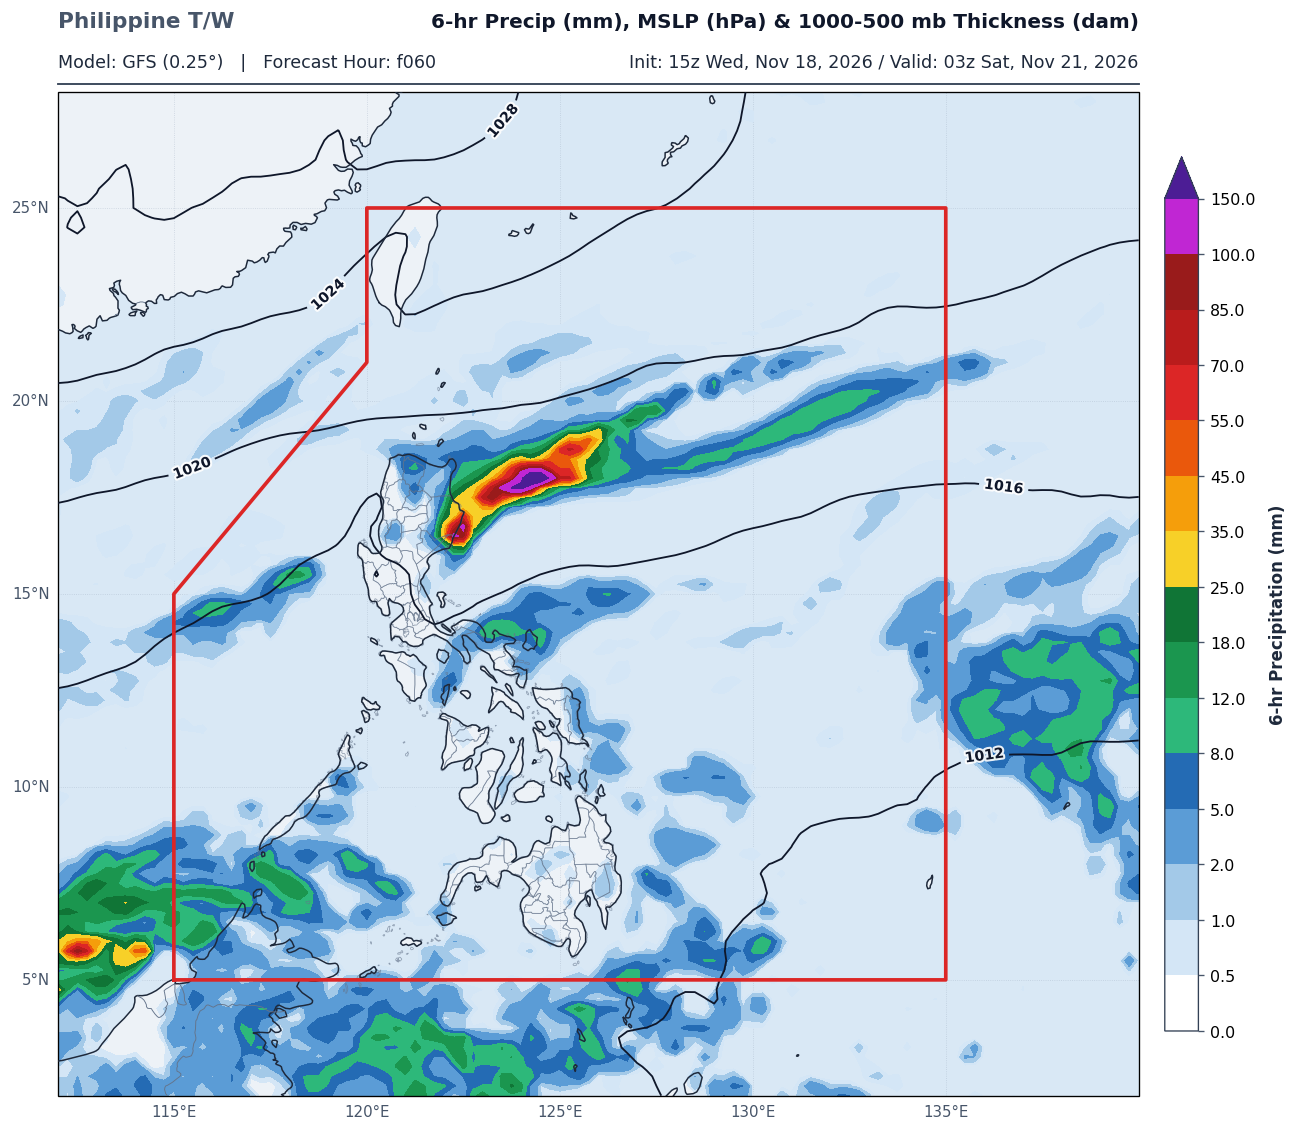 Philippine T/W
6-hr Precip (mm), MSLP (hPa) & 1000-500 mb Thickness (dam)
Model: GFS (0.25°)   |   Forecast Hour: f060
Init: 15z Wed, Nov 18, 2026 / Valid: 03z Sat, Nov 21, 2026
1028
1024
1020
1016
1012
25°N
20°N
15°N
10°N
5°N
115°E
120°E
125°E
130°E
135°E
150.0
100.0
85.0
70.0
55.0
45.0
35.0
25.0
18.0
12.0
8.0
5.0
2.0
1.0
0.5
0.0
6-hr Precipitation (mm)